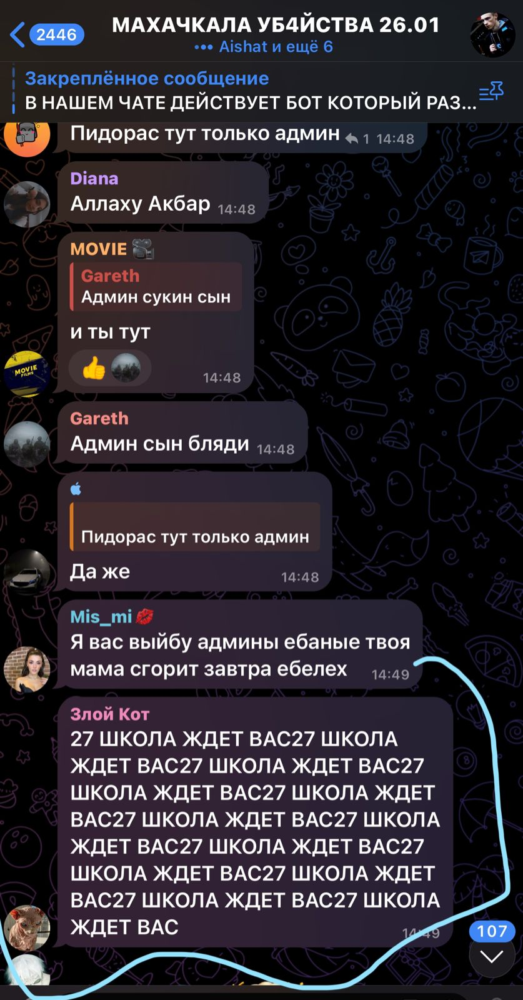 2446
МАХАЧКАЛА УБ4ЙСТВА 26.01
Aishat и ещё 6
Закреплённое сообщение
В НАШЕМ ЧАТЕ ДЕЙСТВУЕТ БОТ КОТОРЫЙ РАЗ...
Пидорас тут только админ 1 14:48
Diana
Аллаху Акбар 14:48
MOVIE
Gareth
Админ сукин сын
и ты тут
14:48
MOVIE
FILMS
Gareth
Админ сын бляди 14:48
Пидорас тут только админ
Да же 14:48
Mis_mi
Я вас выйбу админы ебаные твоя
мама сгорит завтра ебелех 14:49
Злой Кот
27 ШКОЛА ЖДЕТ ВАС27 ШКОЛА
ЖДЕТ ВАС27 ШКОЛА ЖДЕТ ВАС27
ШКОЛА ЖДЕТ ВАС27 ШКОЛА ЖДЕТ
ВАС27 ШКОЛА ЖДЕТ ВАС27 ШКОЛА
ЖДЕТ ВАС27 ШКОЛА ЖДЕТ ВАС27
ШКОЛА ЖДЕТ ВАС27 ШКОЛА ЖДЕТ
ВАС27 ШКОЛА ЖДЕТ ВАС27 ШКОЛА
ЖДЕТ ВАС 14:49
107